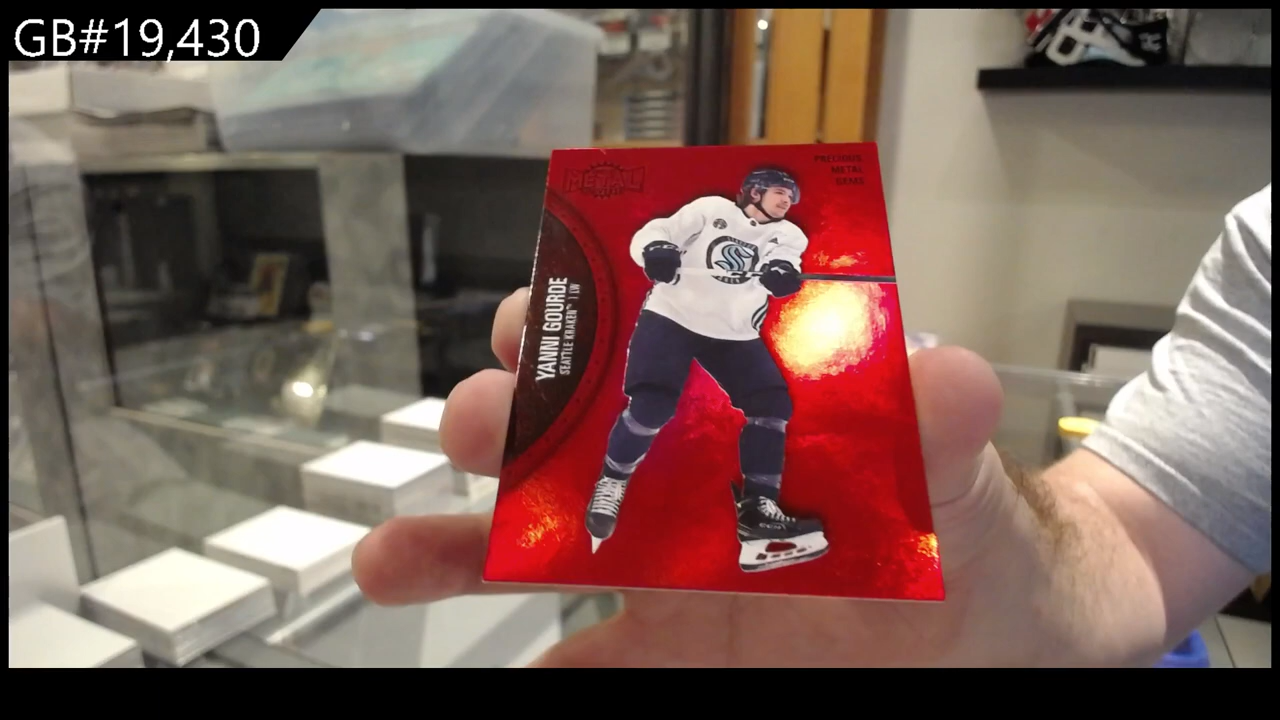 GB#19,430
METAL
PRECIOUS
METAL
GEMS
YANNI GOURDE
SEATTLE KRAKEN™ | LW